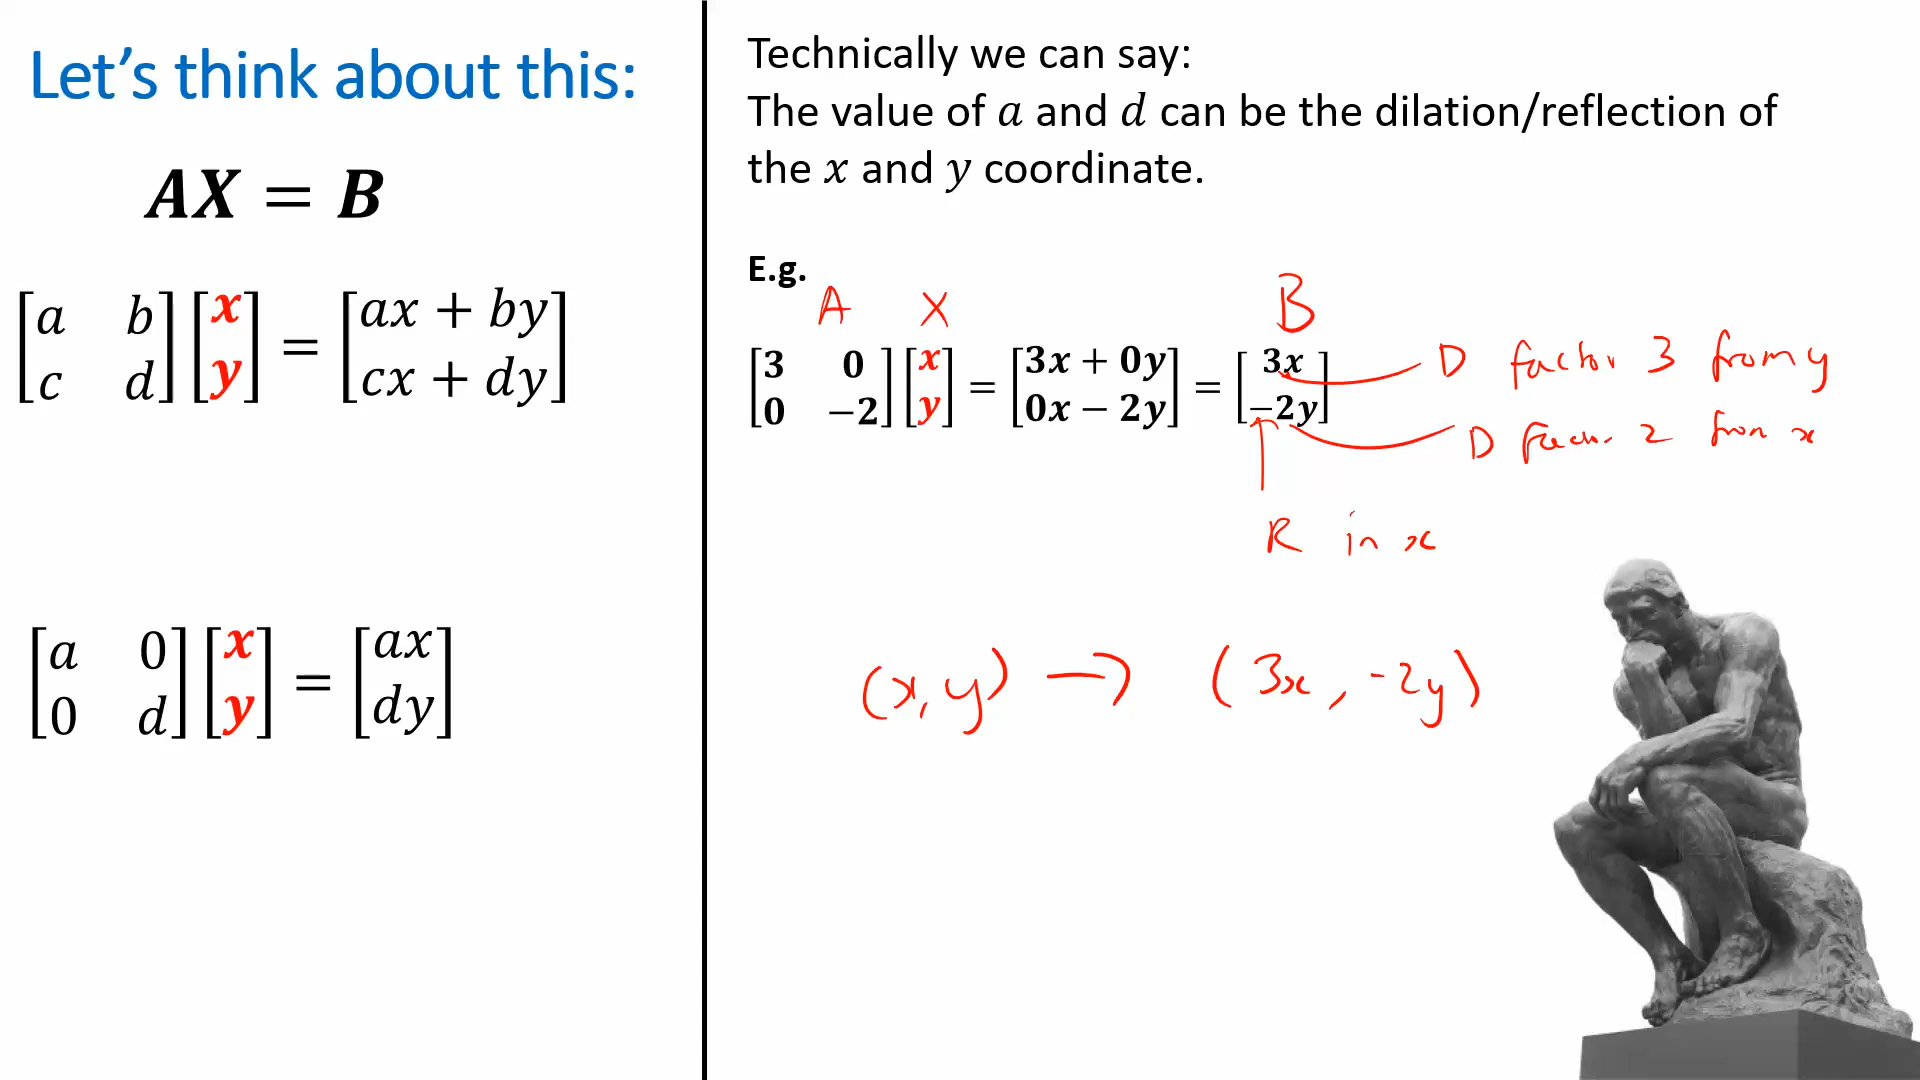 Let's think about this:
AX = B
[a b; c d] [x; y] = [ax + by; cx + dy]
[a 0; 0 d] [x; y] = [ax; dy]
Technically we can say:
The value of a and d can be the dilation/reflection of
the x and y coordinate.
E.g.
A X B
[3 0; 0 −2] [x; y] = [3x + 0y; 0x − 2y] = [3x; −2y]
D factor 3 from y
D factor 2 from x
R in x
(x, y) → (3x, -2y)